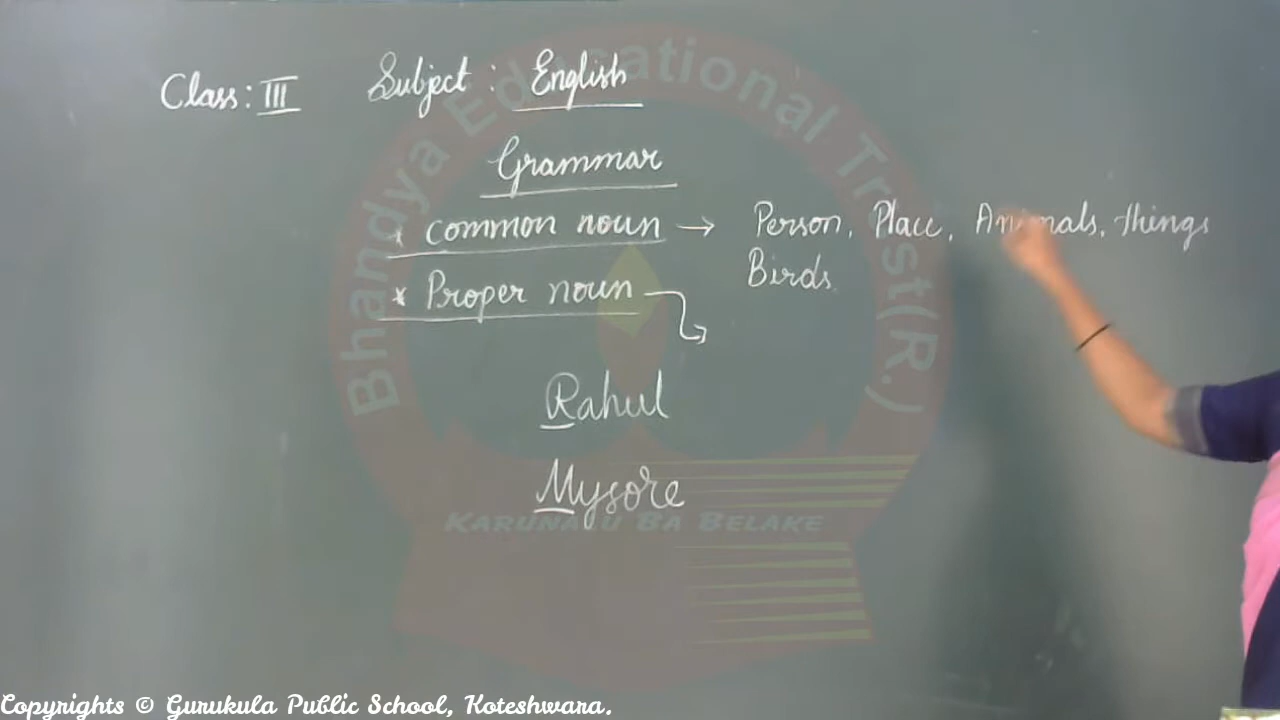 Class: III Subject: English
Grammar
* common noun → Person, Place, Animals, things
Birds
* Proper noun
Rahul
Mysore
Bhandya Educational Trust (R.)
KARUNADU BA BELAKE
Copyrights © Gurukula Public School, Koteshwara.